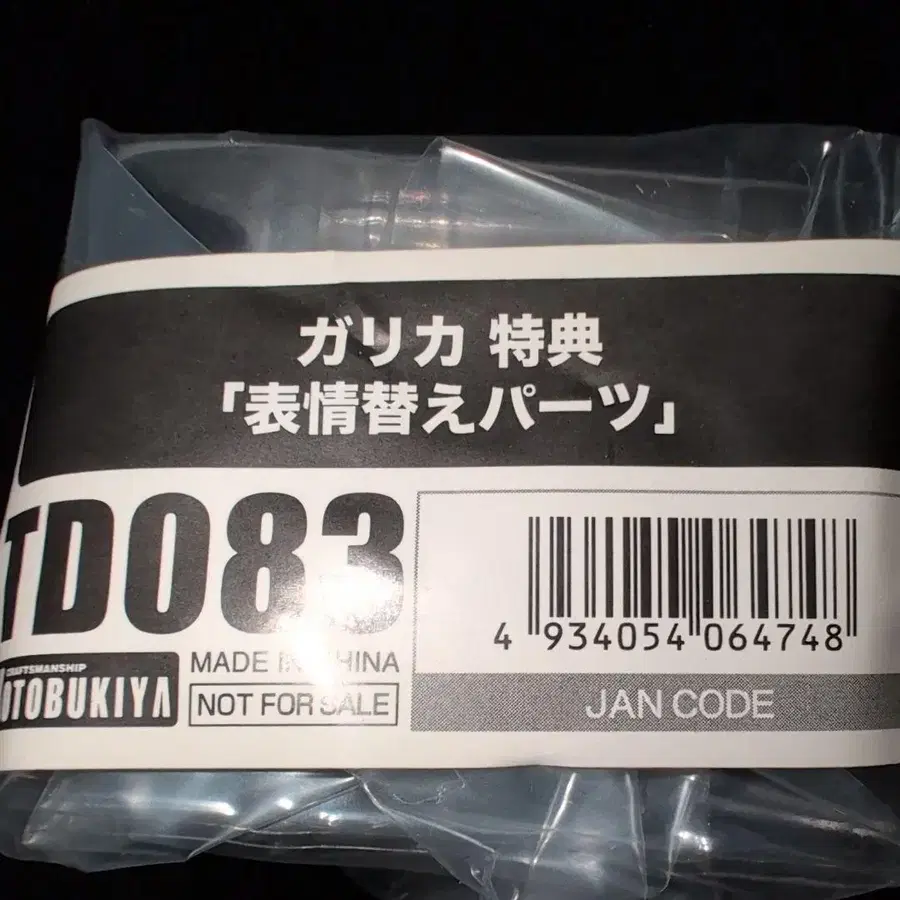 ガリカ 特典
「表情替えパーツ」
TD083
CRAFTSMANSHIP
KOTOBUKIYA
MADE IN CHINA
NOT FOR SALE
4 934054 064748
JAN CODE